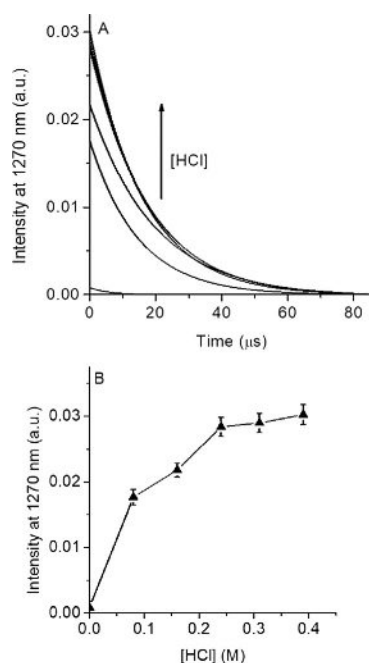 A
0.03
0.02
0.01
0.00
Intensity at 1270 nm (a.u.)
[HCl]
0 20 40 60 80
Time (μs)
B
0.03
0.02
0.01
0.00
Intensity at 1270 nm (a.u.)
0.0 0.1 0.2 0.3 0.4
[HCl] (M)